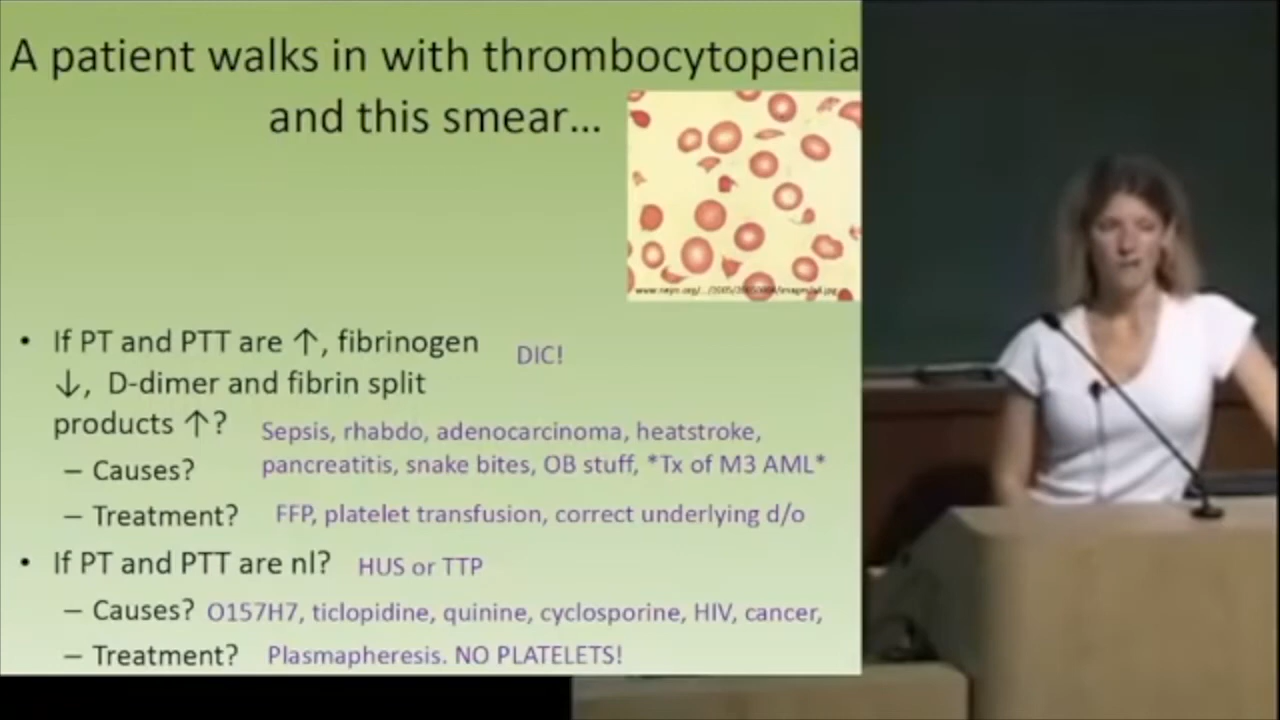 A patient walks in with thrombocytopenia
and this smear...
• If PT and PTT are ↑, fibrinogen
↓, D-dimer and fibrin split
products ↑?
DIC!
– Causes?
Sepsis, rhabdo, adenocarcinoma, heatstroke,
pancreatitis, snake bites, OB stuff, *Tx of M3 AML*
– Treatment? FFP, platelet transfusion, correct underlying d/o
• If PT and PTT are nl? HUS or TTP
– Causes? O157H7, ticlopidine, quinine, cyclosporine, HIV, cancer,
– Treatment? Plasmapheresis. NO PLATELETS!